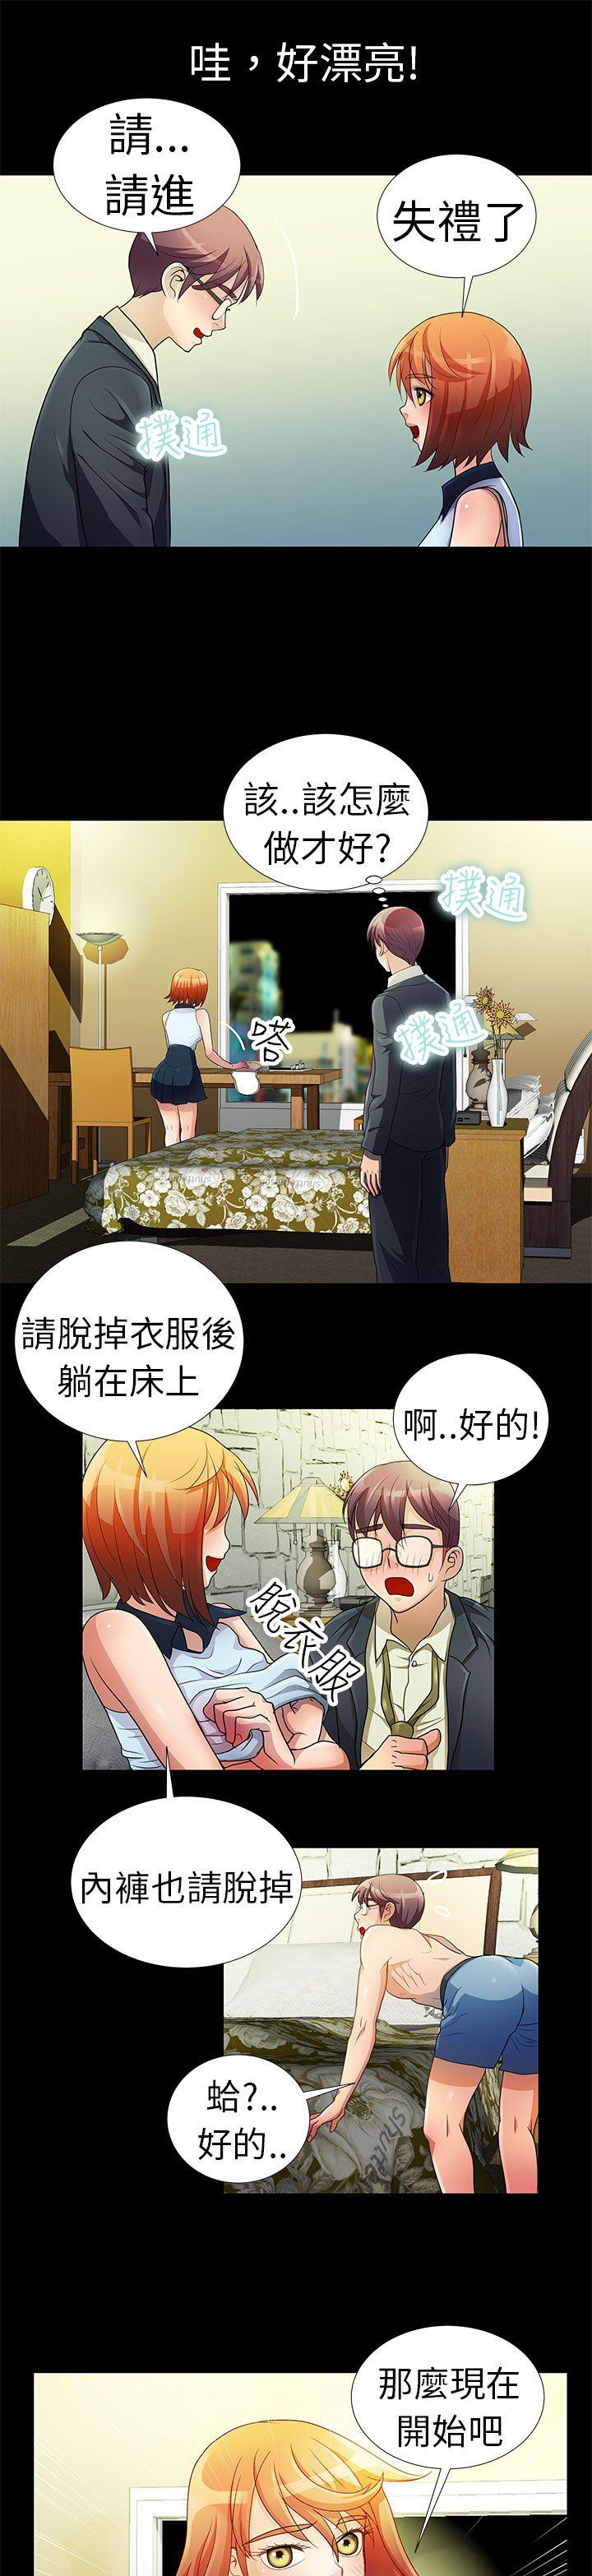 哇，好漂亮!
請...
請進
失禮了
撲通
該..該怎麼
做才好?
撲通
撲通
嗒
請脫掉衣服後
躺在床上
啊..好的!
脫衣服
內褲也請脫掉
蛤?..
好的..
那麼現在
開始吧